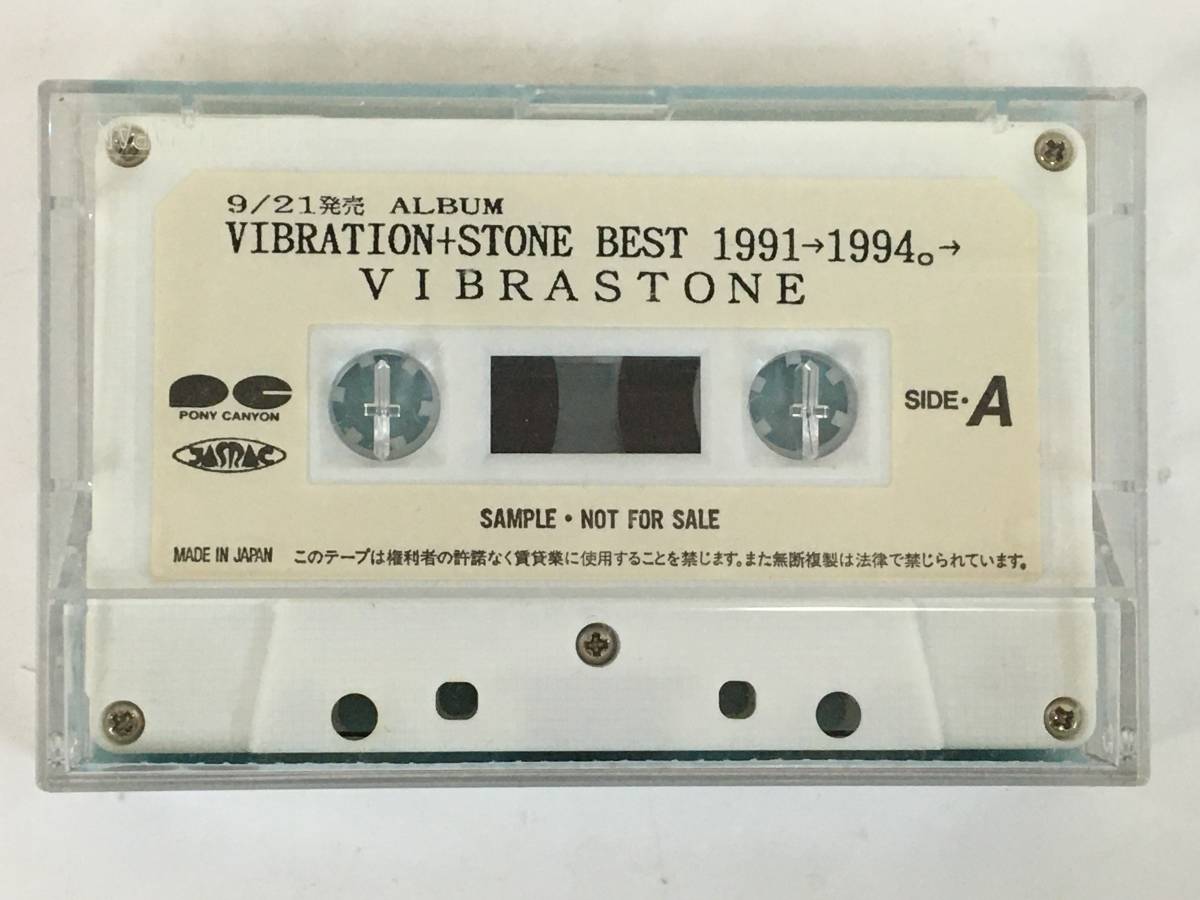 9/21発売 ALBUM
VIBRATION+STONE BEST 1991→1994。→
VIBRASTONE
PONY CANYON
JASRAC
SIDE・A
SAMPLE・NOT FOR SALE
MADE IN JAPAN このテープは権利者の許諾なく賃貸業に使用することを禁じます。また無断複製は法律で禁じられています。